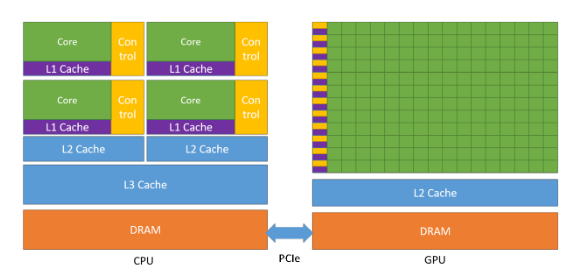 Core
Con
trol
Core
Con
trol
L1 Cache
L1 Cache
Core
Con
trol
Core
Con
trol
L1 Cache
L1 Cache
L2 Cache
L2 Cache
L3 Cache
DRAM
CPU
PCIe
L2 Cache
DRAM
GPU